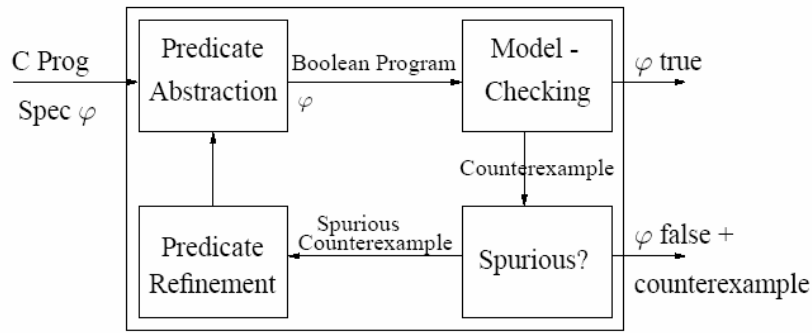 C Prog
Spec φ
Predicate
Abstraction
Boolean Program
φ
Model -
Checking
φ true
Counterexample
Predicate
Refinement
Spurious
Counterexample
Spurious?
φ false +
counterexample